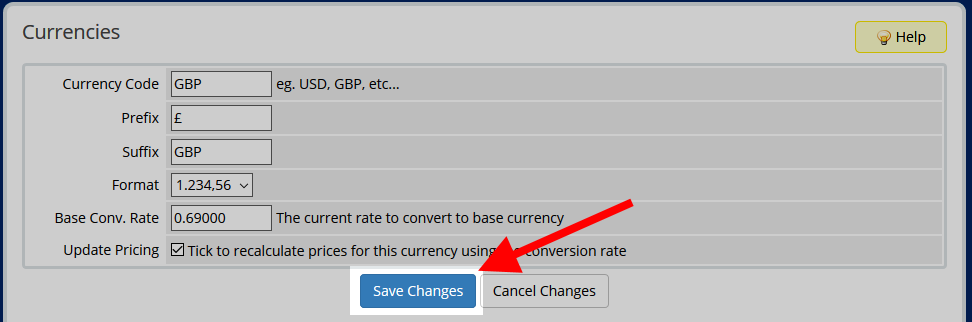 Currencies
Help
Currency Code GBP eg. USD, GBP, etc...
Prefix £
Suffix GBP
Format 1.234,56
Base Conv. Rate 0.69000 The current rate to convert to base currency
Update Pricing Tick to recalculate prices for this currency using conversion rate
Save Changes Cancel Changes